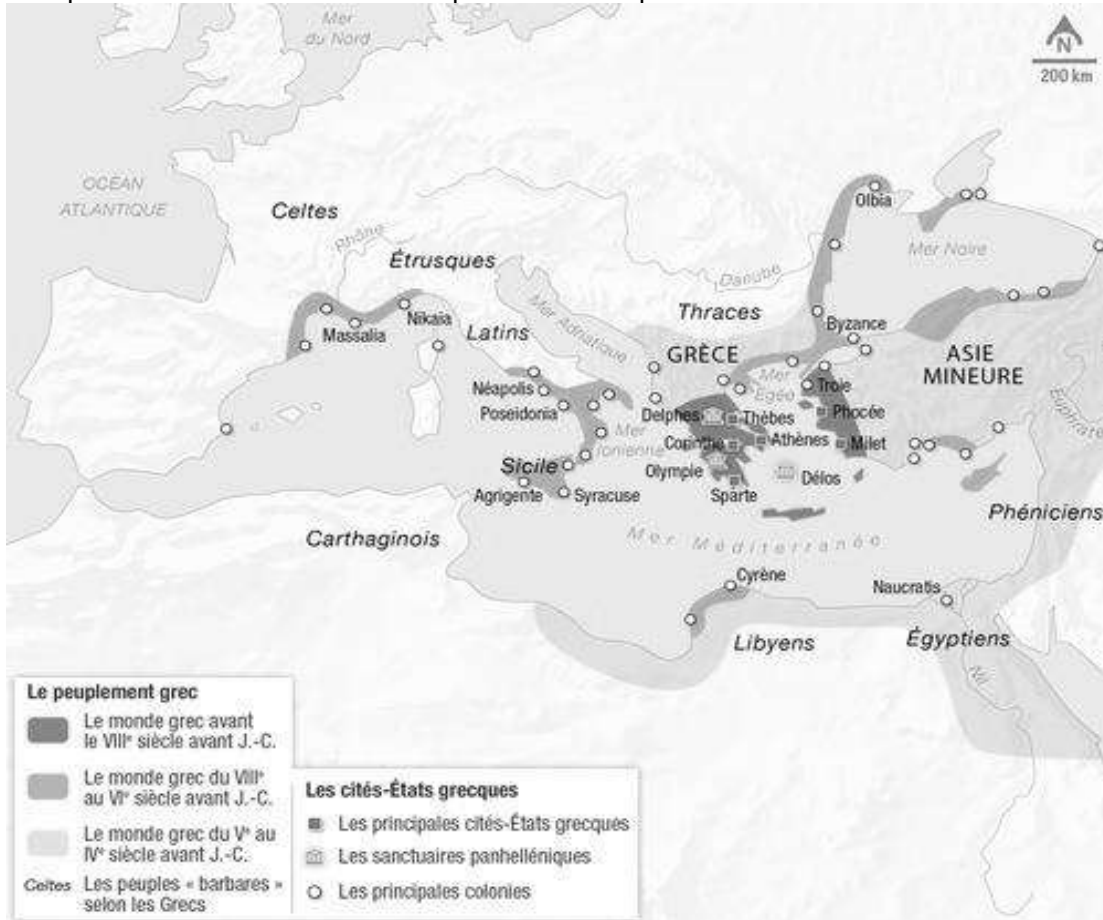 Mer
du Nord
N
200 km
OCÉAN
ATLANTIQUE
Celtes
Rhône
Étrusques
Olbia
Mer Noire
Danube
Massalia
Nikaia
Latins
Mer Adriatique
Thraces
Byzance
GRÈCE
ASIE
MINEURE
Mer
Égée
Troie
Euphrate
Néapolis
Poseidonia
Delphes
Thèbes
Phocée
Mer
Ionienne
Corinthe
Athènes
Milet
Sicile
Olympie
Délos
Agrigente
Syracuse
Sparte
Phéniciens
Carthaginois
Mer Méditerranée
Cyrène
Naucratis
Libyens
Égyptiens
Nil
Le peuplement grec
Le monde grec avant
le VIIIe siècle avant J.-C.
Le monde grec du VIIIe
au VIe siècle avant J.-C.
Le monde grec du Ve au
IVe siècle avant J.-C.
Celtes Les peuples « barbares »
selon les Grecs
Les cités-États grecques
Les principales cités-États grecques
Les sanctuaires panhelléniques
Les principales colonies